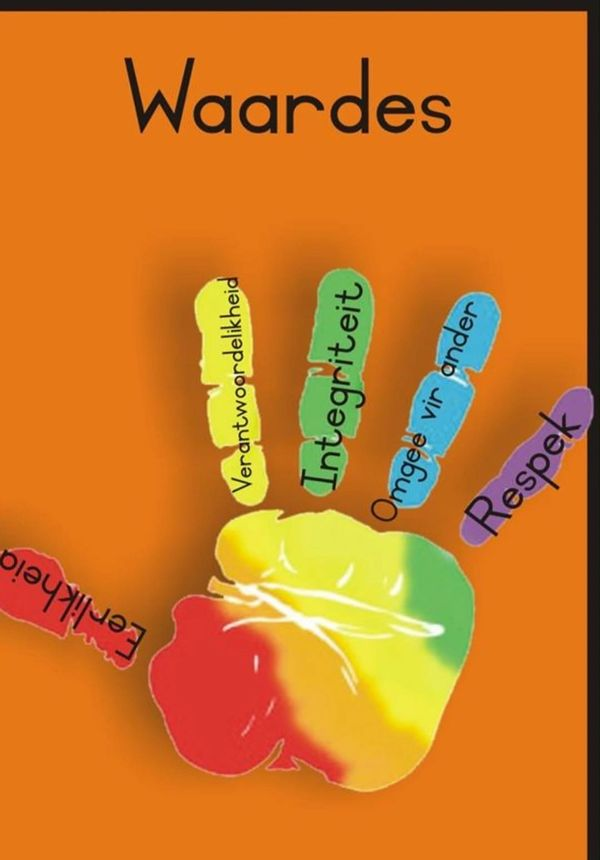 Waardes
Verantwoordelikheid
Integriteit
Omgee vir ander
Respek
Eerlikheid